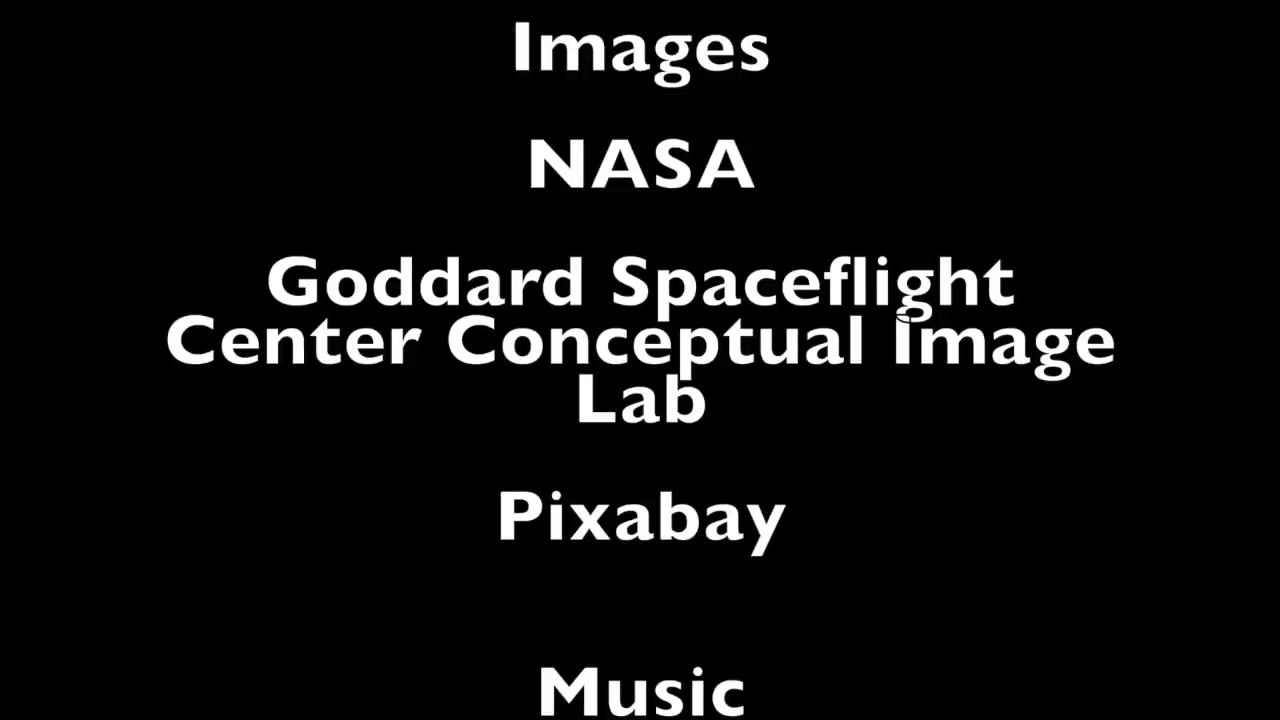 Images
NASA
Goddard Spaceflight
Center Conceptual Image
Lab
Pixabay
Music